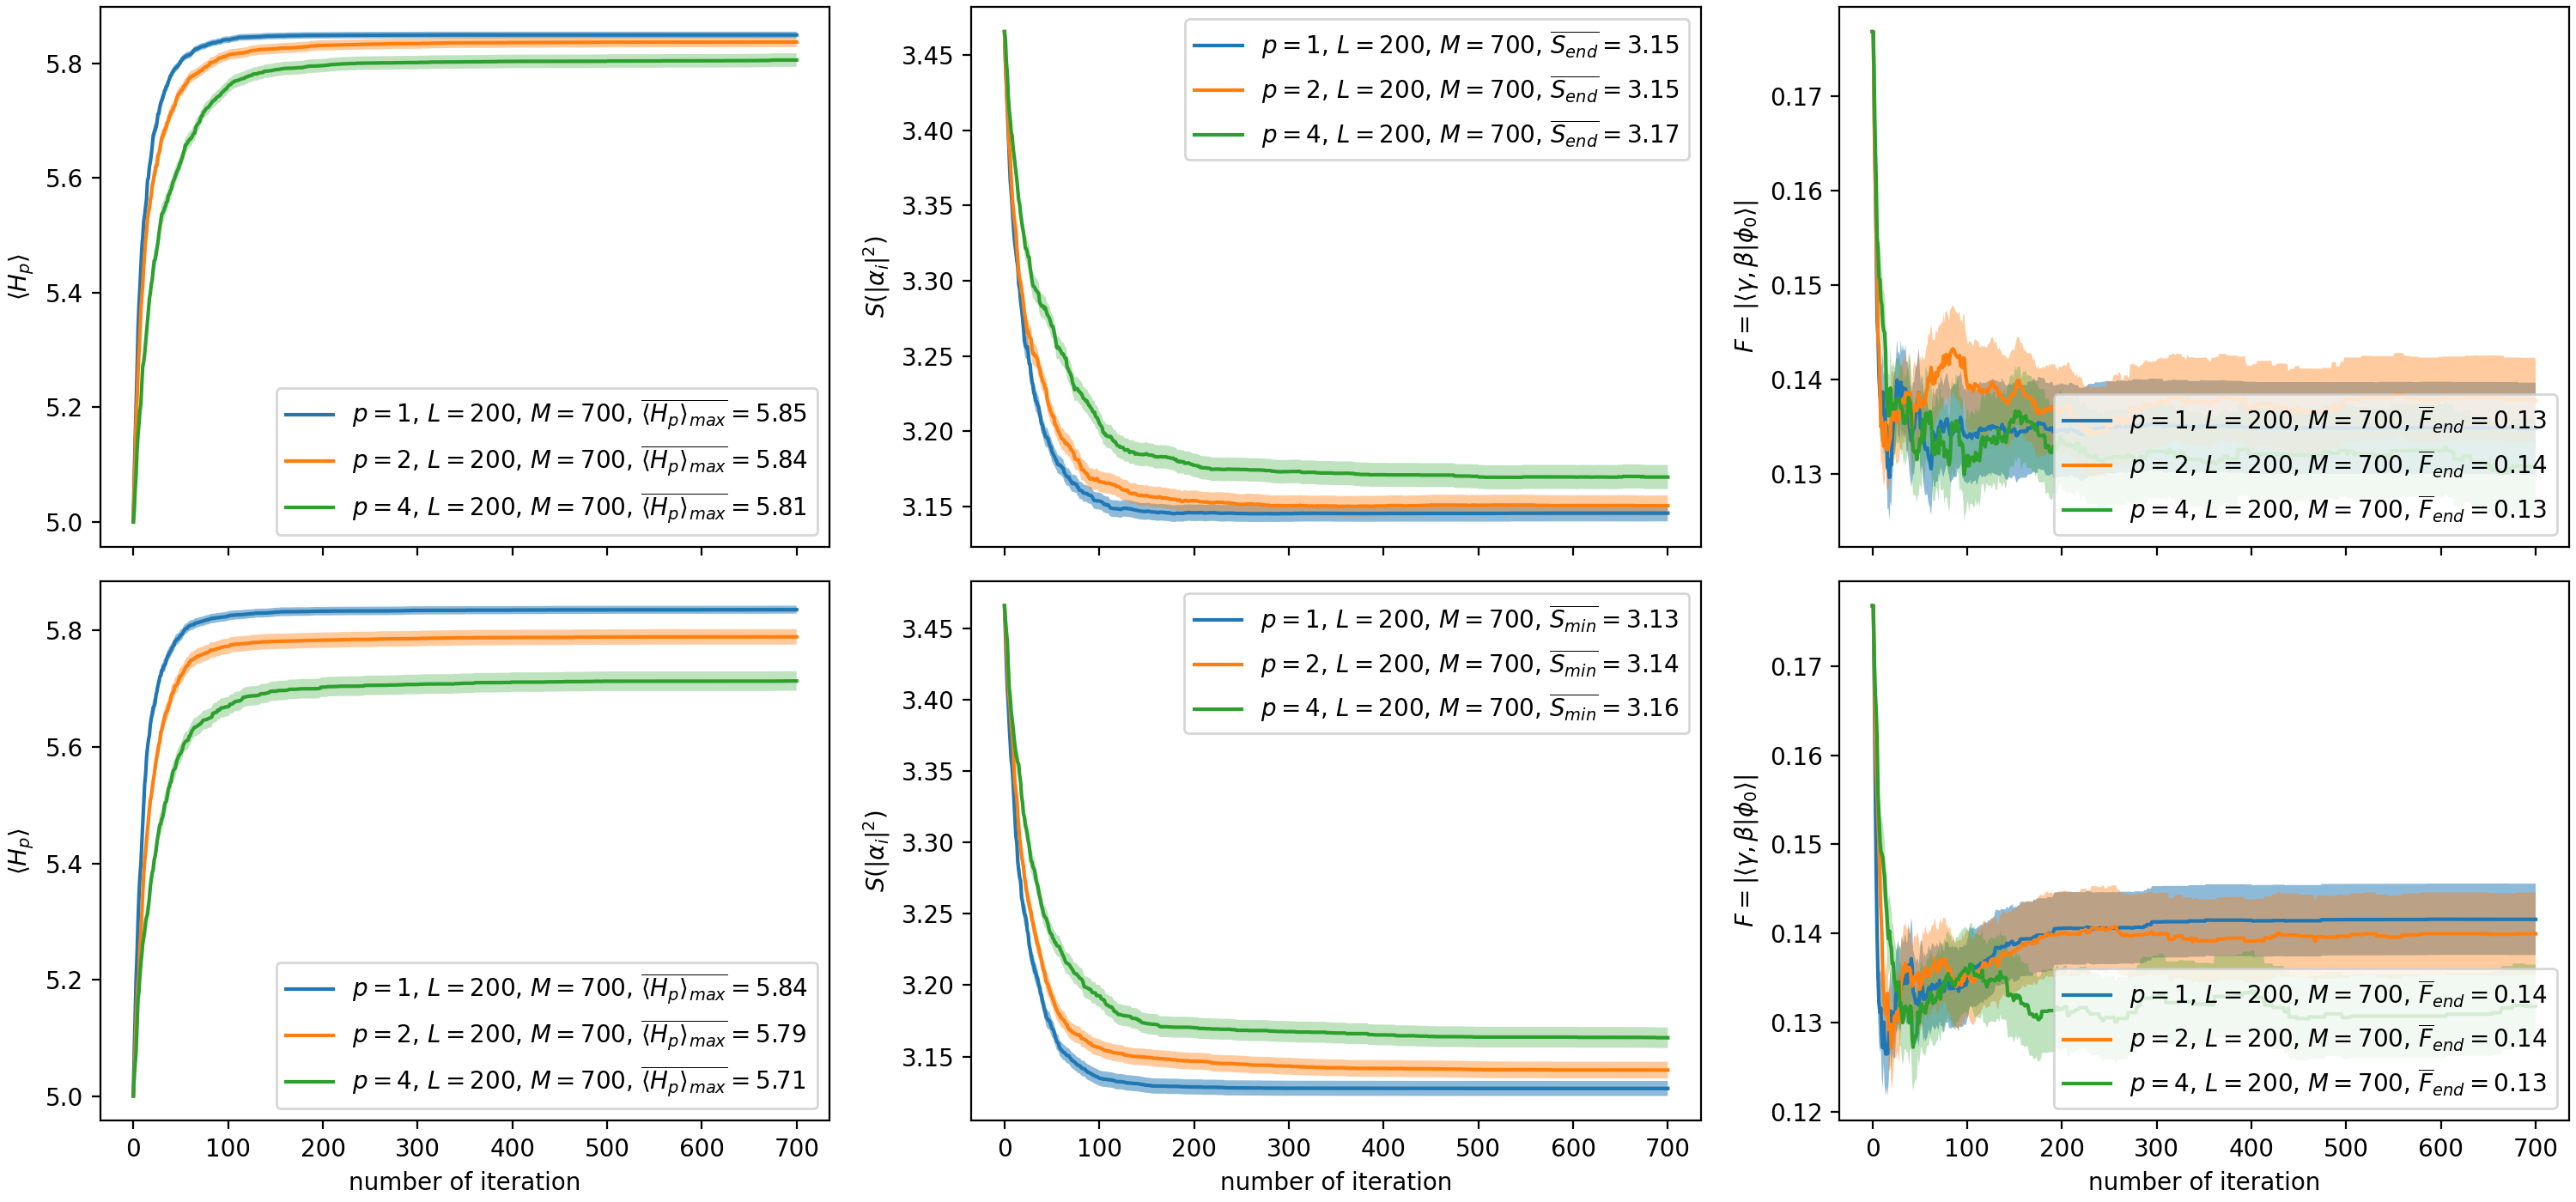 ⟨H_p⟩
5.8
5.6
5.4
5.2
5.0
p = 1, L = 200, M = 700, \overline{⟨H_p⟩}_{max} = 5.85
p = 2, L = 200, M = 700, \overline{⟨H_p⟩}_{max} = 5.84
p = 4, L = 200, M = 700, \overline{⟨H_p⟩}_{max} = 5.81
S(|α_i|²)
3.45
3.40
3.35
3.30
3.25
3.20
3.15
p = 1, L = 200, M = 700, \overline{S_{end}} = 3.15
p = 2, L = 200, M = 700, \overline{S_{end}} = 3.15
p = 4, L = 200, M = 700, \overline{S_{end}} = 3.17
F = |⟨γ, β|ϕ₀⟩|
0.17
0.16
0.15
0.14
0.13
p = 1, L = 200, M = 700, \overline{F}_{end} = 0.13
p = 2, L = 200, M = 700, \overline{F}_{end} = 0.14
p = 4, L = 200, M = 700, \overline{F}_{end} = 0.13
⟨H_p⟩
5.8
5.6
5.4
5.2
5.0
p = 1, L = 200, M = 700, \overline{⟨H_p⟩}_{max} = 5.84
p = 2, L = 200, M = 700, \overline{⟨H_p⟩}_{max} = 5.79
p = 4, L = 200, M = 700, \overline{⟨H_p⟩}_{max} = 5.71
0 100 200 300 400 500 600 700
number of iteration
S(|α_i|²)
3.45
3.40
3.35
3.30
3.25
3.20
3.15
p = 1, L = 200, M = 700, \overline{S_{min}} = 3.13
p = 2, L = 200, M = 700, \overline{S_{min}} = 3.14
p = 4, L = 200, M = 700, \overline{S_{min}} = 3.16
0 100 200 300 400 500 600 700
number of iteration
F = |⟨γ, β|ϕ₀⟩|
0.17
0.16
0.15
0.14
0.13
0.12
p = 1, L = 200, M = 700, \overline{F}_{end} = 0.14
p = 2, L = 200, M = 700, \overline{F}_{end} = 0.14
p = 4, L = 200, M = 700, \overline{F}_{end} = 0.13
0 100 200 300 400 500 600 700
number of iteration